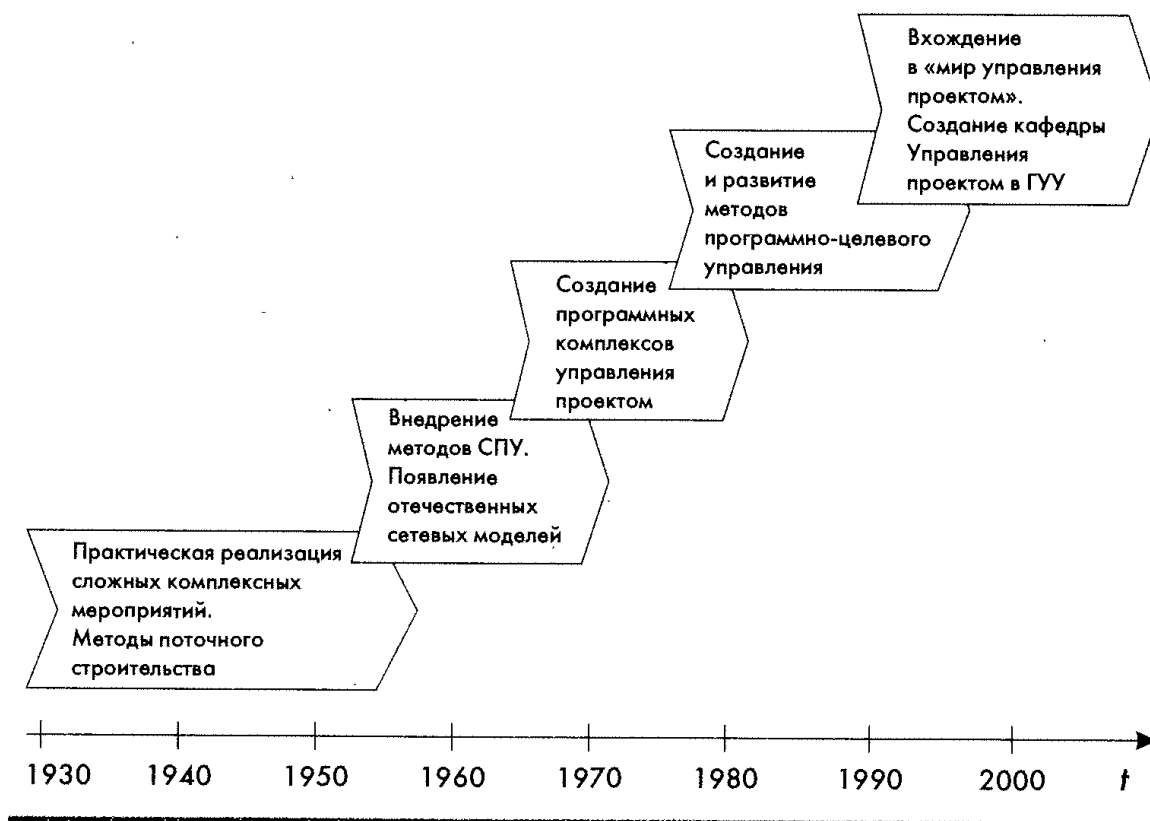 Вхождение
в «мир управления
проектом».
Создание кафедры
Управления
проектом в ГУУ
Создание
и развитие
методов
программно-целевого
управления
Создание
программных
комплексов
управления
проектом
Внедрение
методов СПУ.
Появление
отечественных
сетевых моделей
Практическая реализация
сложных комплексных
мероприятий.
Методы поточного
строительства
1930 1940 1950 1960 1970 1980 1990 2000 t